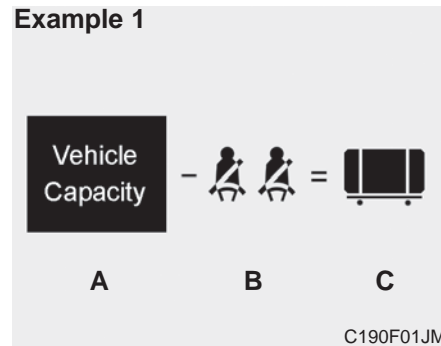 Example 1
Vehicle
Capacity
- =
A B C
C190F01JM